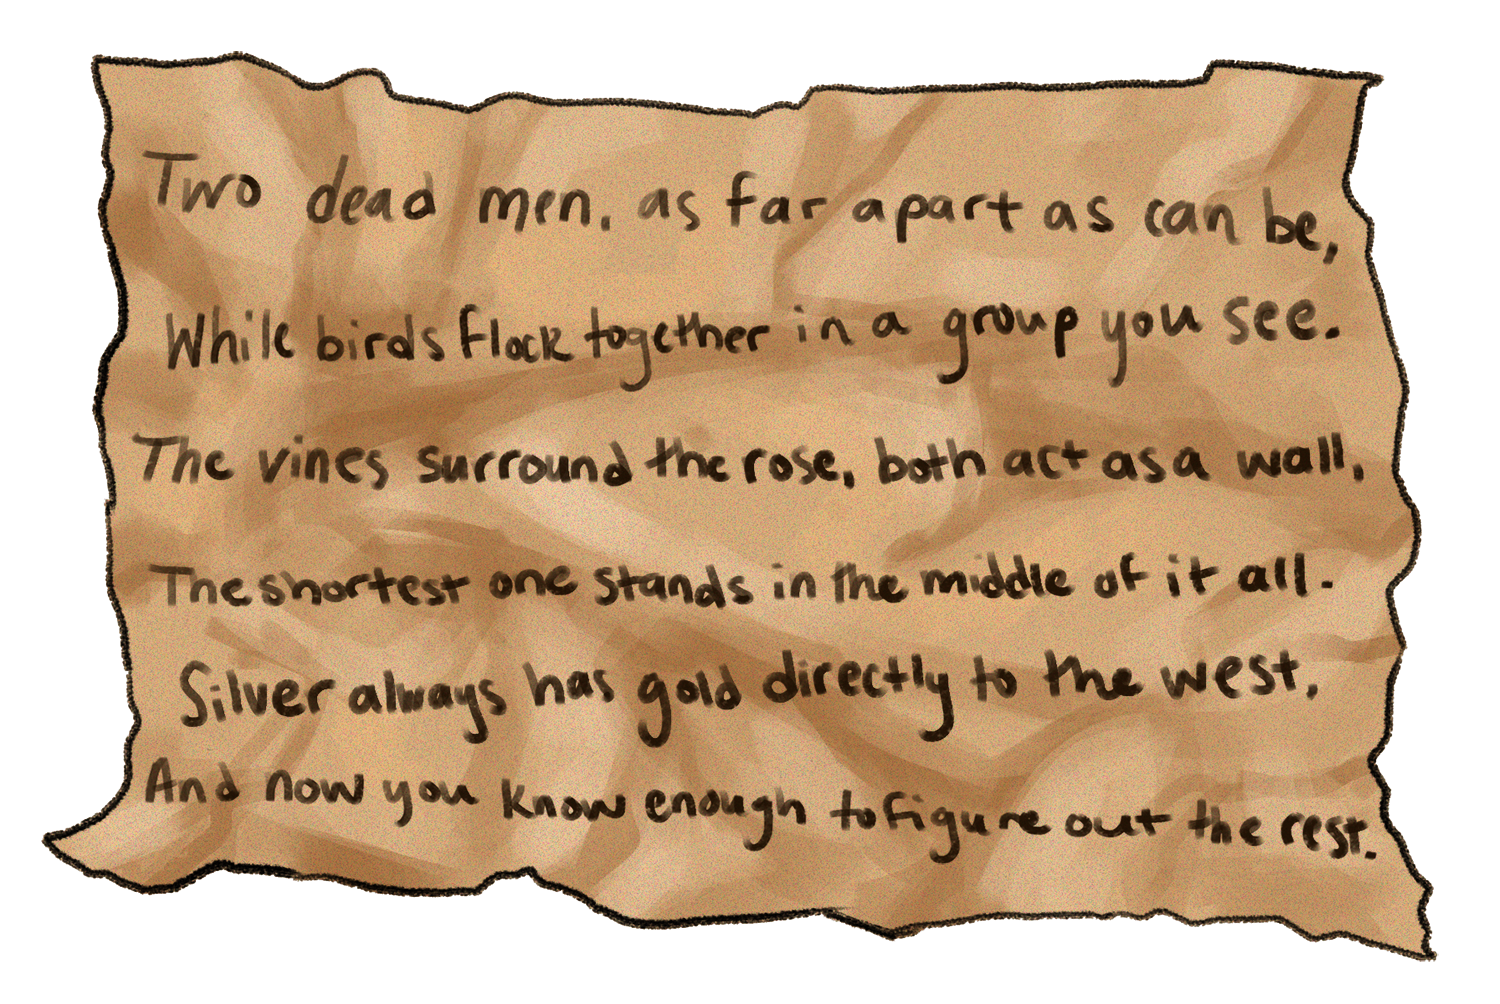 Two dead men, as far apart as can be,
While birds flock together in a group you see.
The vines surround the rose, both act as a wall,
The shortest one stands in the middle of it all.
Silver always has gold directly to the west,
And now you know enough to figure out the rest.